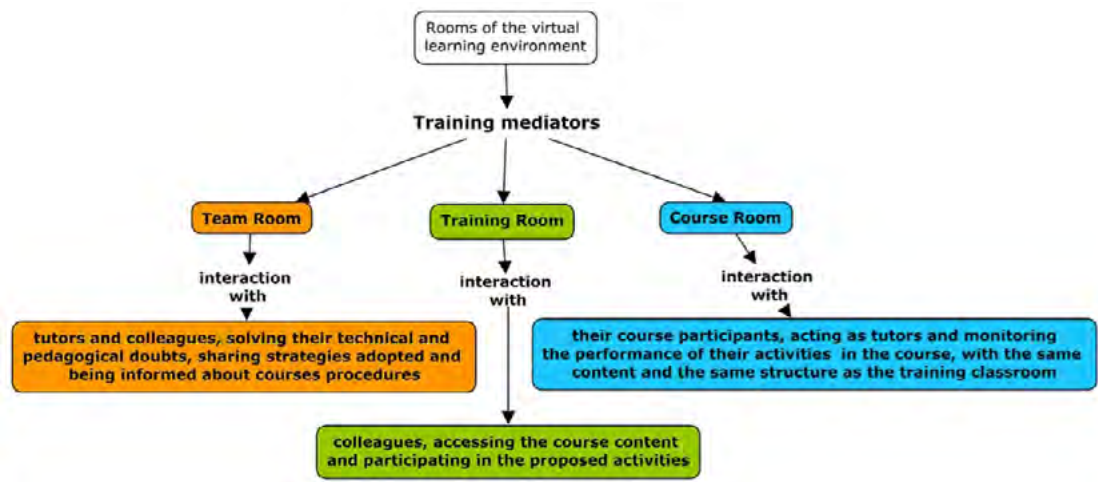 Rooms of the virtual
learning environment
Training mediators
Team Room
Training Room
Course Room
interaction
with
interaction
with
interaction
with
tutors and colleagues, solving their technical and
pedagogical doubts, sharing strategies adopted and
being informed about courses procedures
their course participants, acting as tutors and monitoring
the performance of their activities in the course, with the same
content and the same structure as the training classroom
colleagues, accessing the course content
and participating in the proposed activities